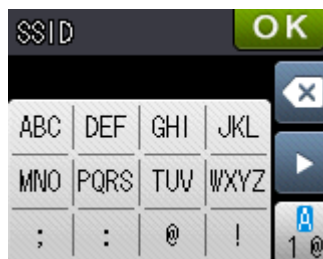 SSID OK
ABC DEF GHI JKL
MNO PQRS TUV WXYZ
; : @ !
A
1 @